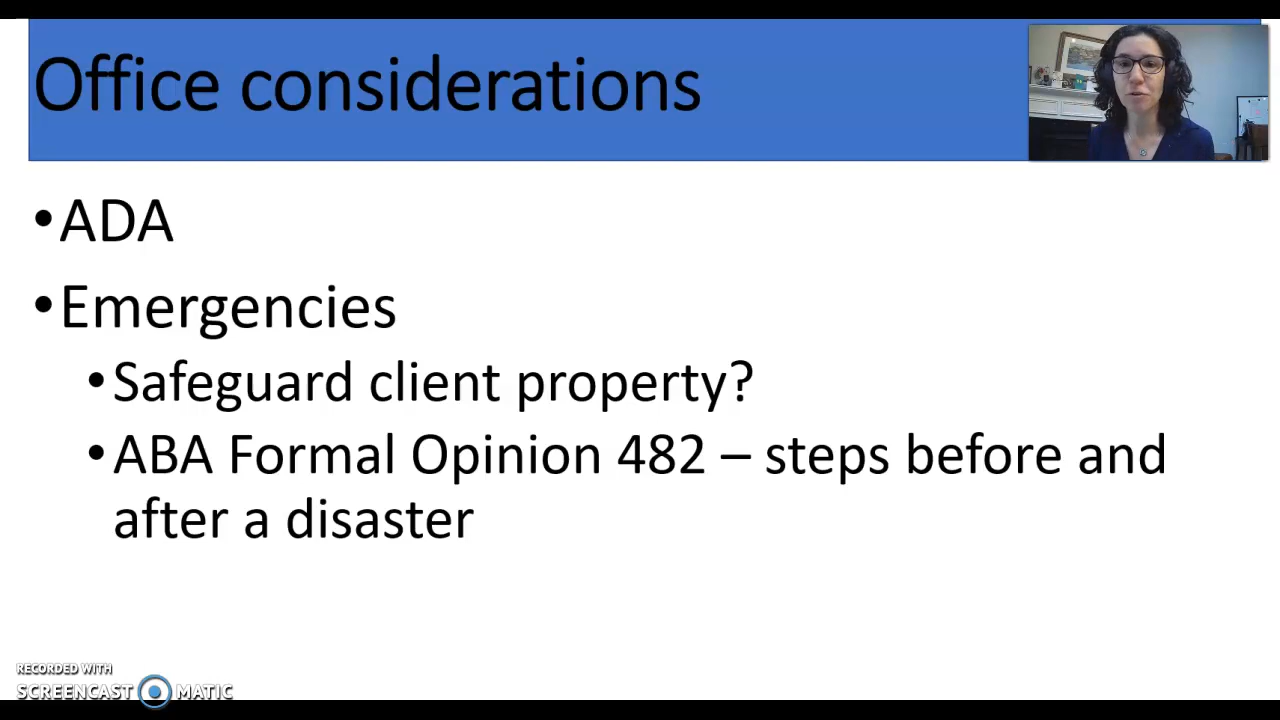 Office considerations
•ADA
•Emergencies
•Safeguard client property?
•ABA Formal Opinion 482 – steps before and
after a disaster
RECORDED WITH
SCREENCAST MATIC